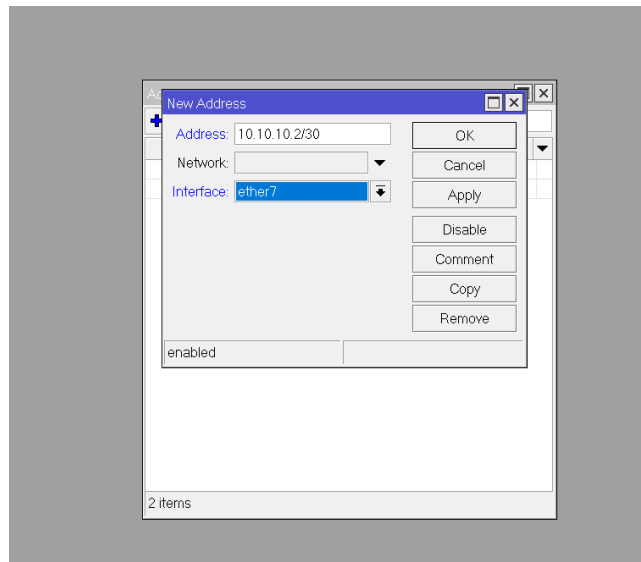 New Address
Address: 10.10.10.2/30
OK
Network:
Cancel
Interface: ether7
Apply
Disable
Comment
Copy
Remove
enabled
2 items